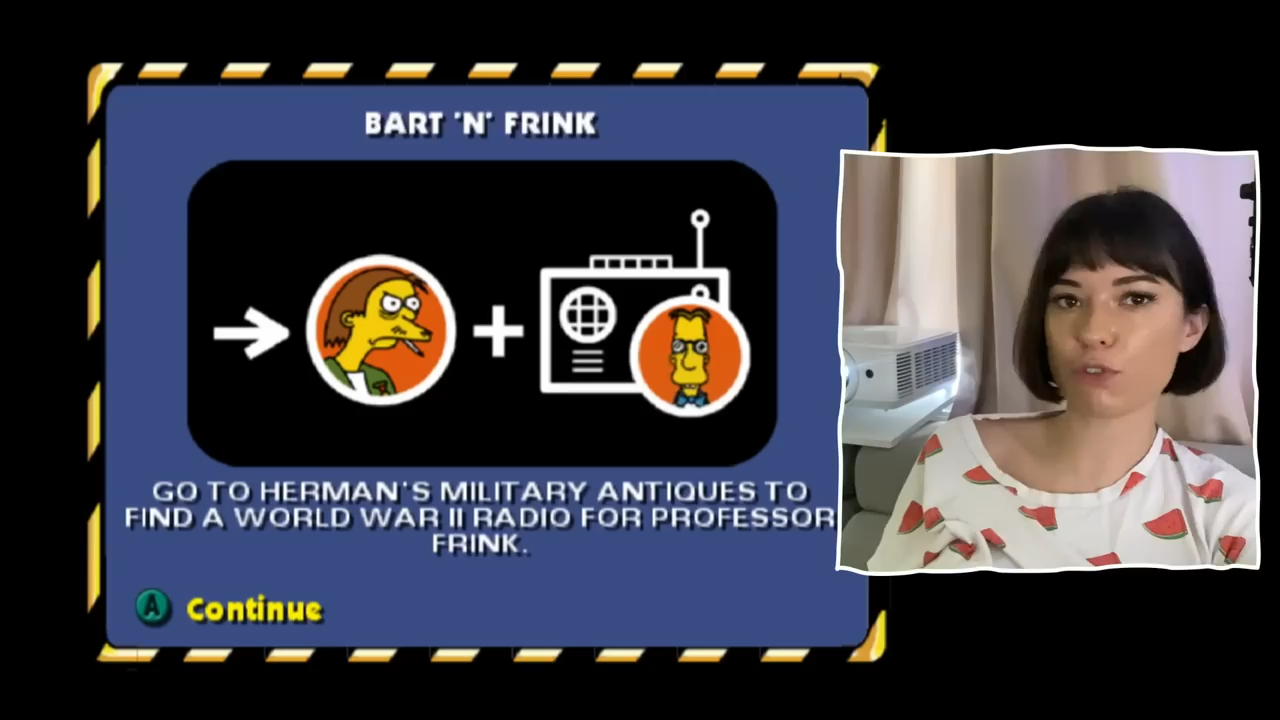 BART 'N' FRINK
GO TO HERMAN'S MILITARY ANTIQUES TO
FIND A WORLD WAR II RADIO FOR PROFESSOR
FRINK.
A Continue